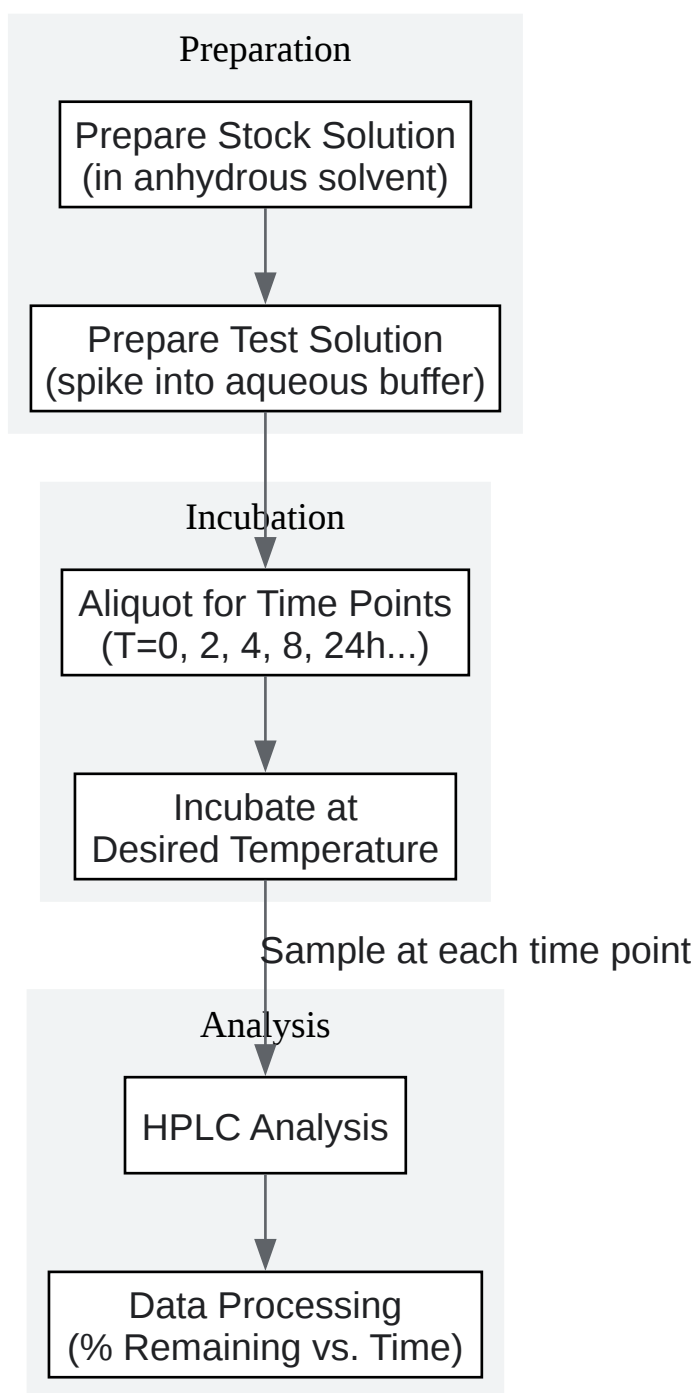 Preparation
Prepare Stock Solution
(in anhydrous solvent)
Prepare Test Solution
(spike into aqueous buffer)
Incubation
Aliquot for Time Points
(T=0, 2, 4, 8, 24h...)
Incubate at
Desired Temperature
Sample at each time point
Analysis
HPLC Analysis
Data Processing
(% Remaining vs. Time)